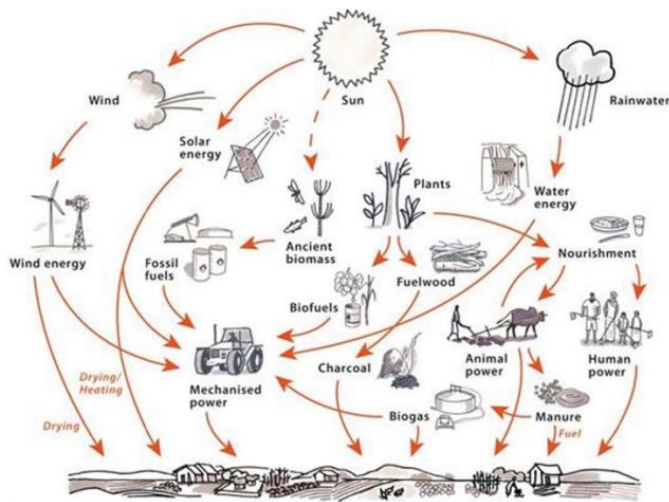 Sun
Wind
Rainwater
Solar
energy
Plants
Water
energy
Wind energy
Fossil
fuels
Ancient
biomass
Fuelwood
Nourishment
Biofuels
Mechanised
power
Charcoal
Animal
power
Human
power
Drying/
Heating
Biogas
Manure
Drying
Fuel